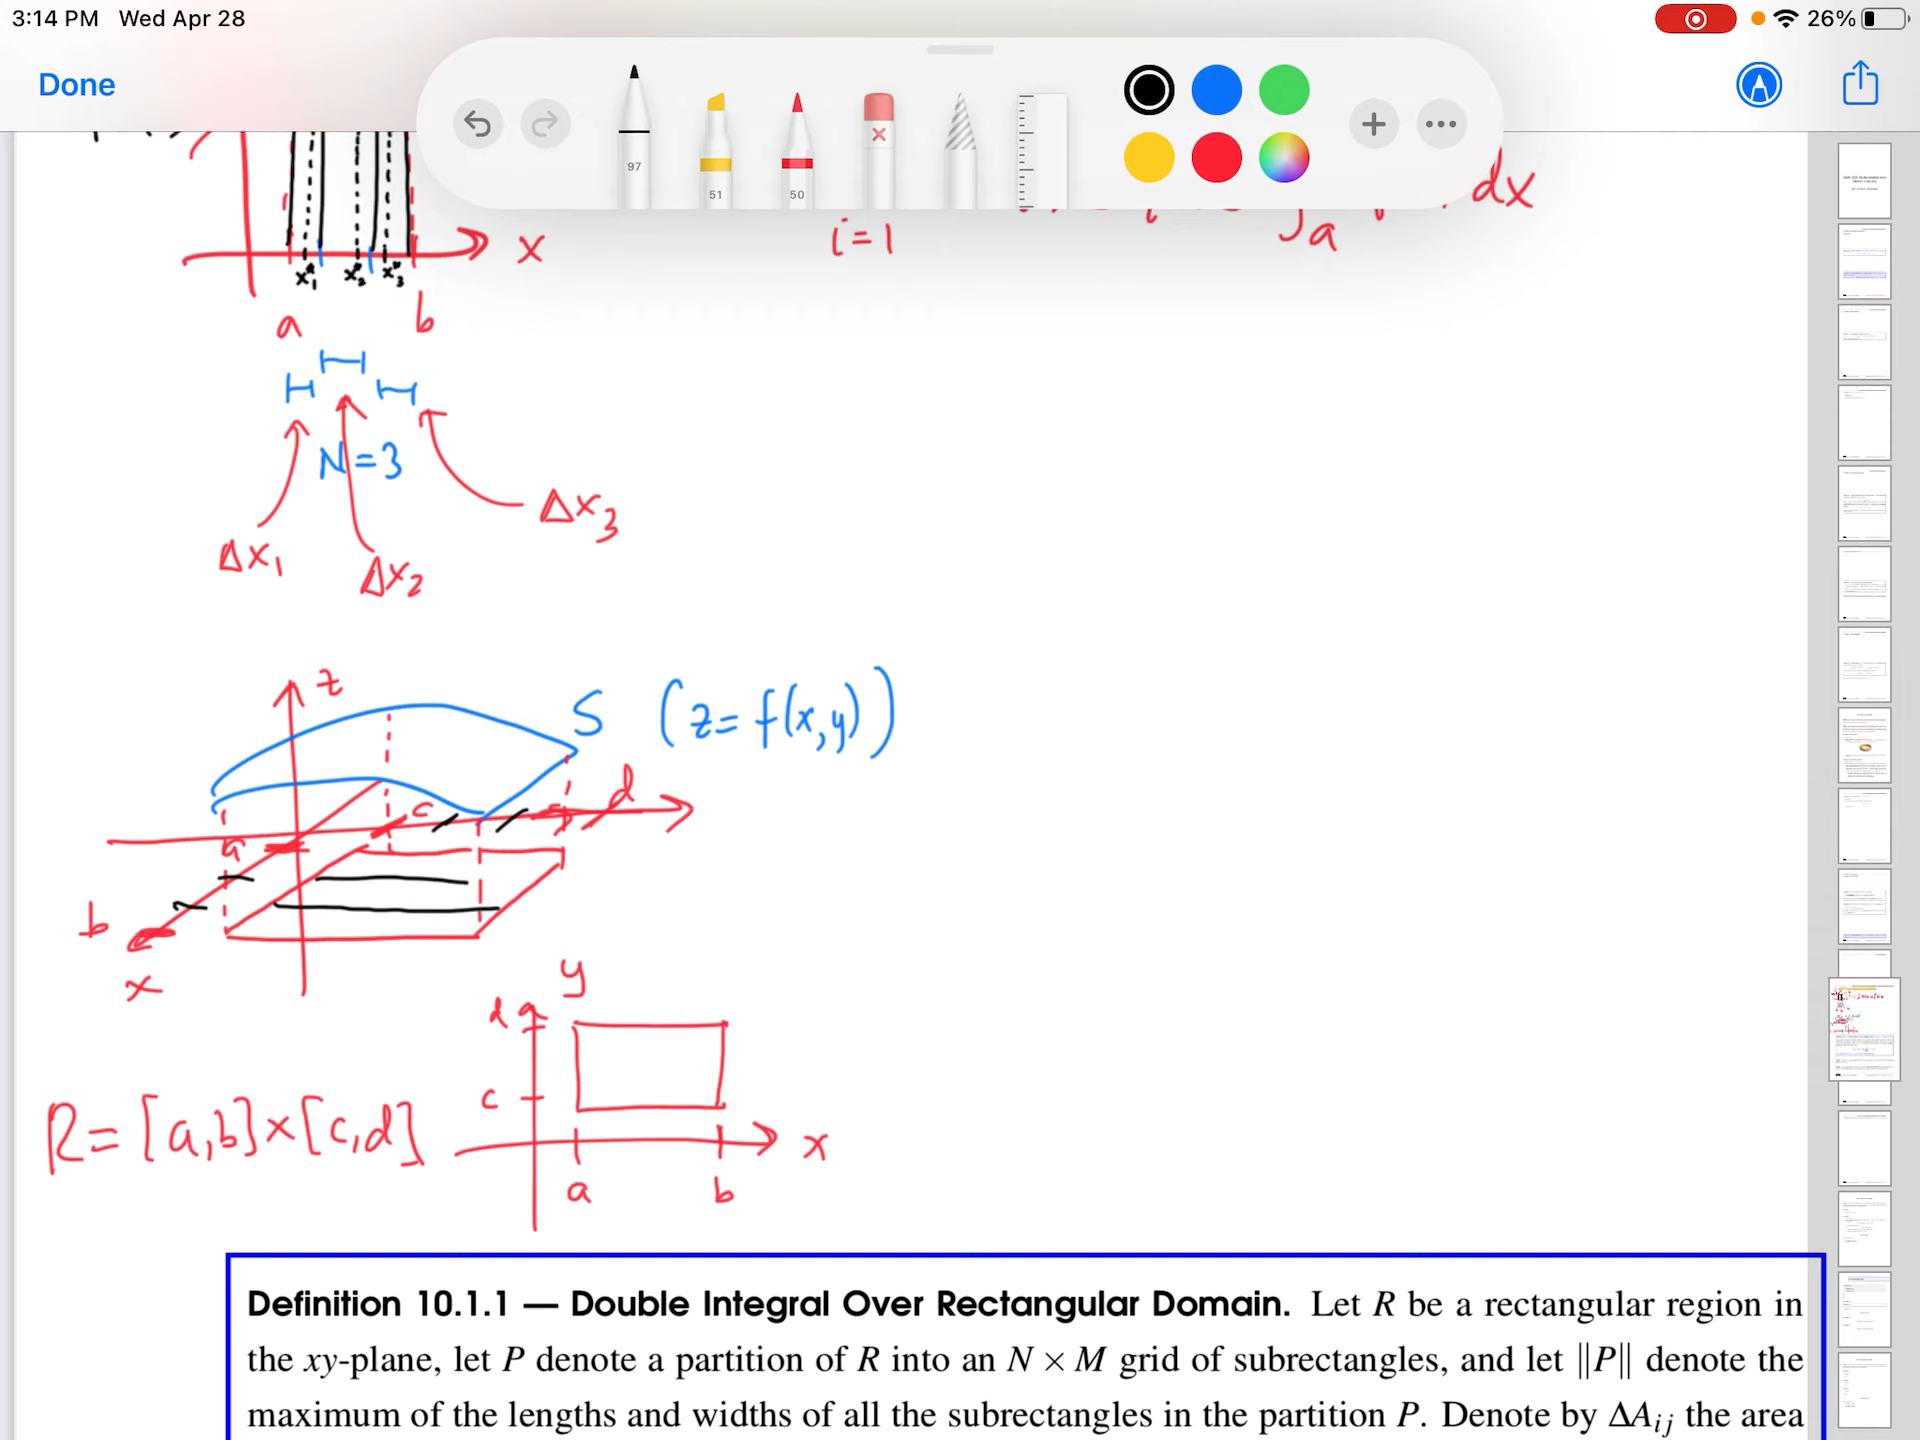 3:14 PM Wed Apr 28
26%
Done
97
51
50
dx
i=1
∫a
x
x₁* x₂* x₃*
a b
N=3
Δx₃
Δx₁
Δx₂
z
S (z=f(x,y))
c d
a
b
x
y
d
c
R=[a,b]×[c,d]
x
a b
Definition 10.1.1 — Double Integral Over Rectangular Domain. Let R be a rectangular region in
the xy-plane, let P denote a partition of R into an N × M grid of subrectangles, and let ||P|| denote the
maximum of the lengths and widths of all the subrectangles in the partition P. Denote by ΔAij the area